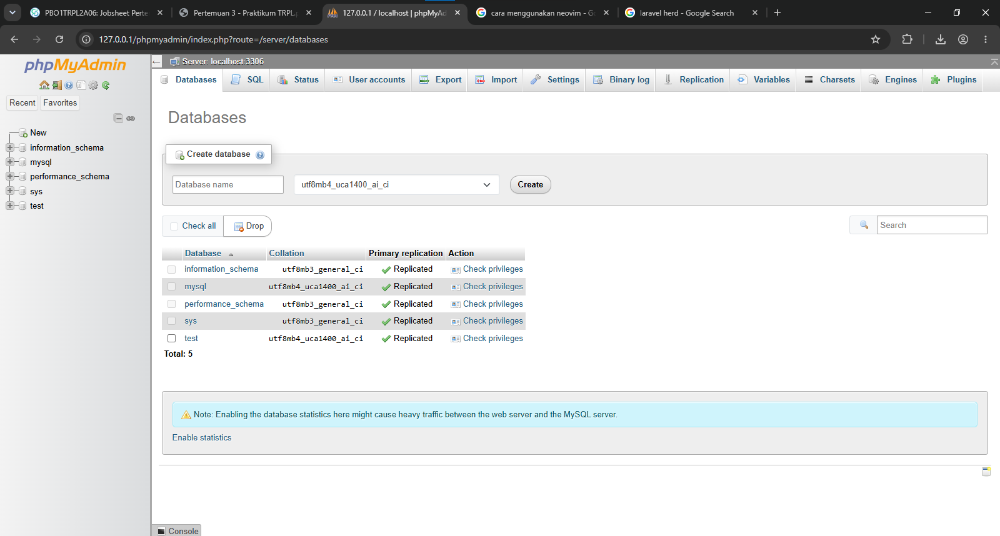 PBO1TRPL2A06: Jobsheet Perte
Pertemuan 3 - Praktikum TRPL.p
127.0.0.1 / localhost | phpMyAd
cara menggunakan neovim - Go
laravel herd - Google Search
127.0.0.1/phpmyadmin/index.php?route=/server/databases
phpMyAdmin
Recent
Favorites
New
information_schema
mysql
performance_schema
sys
test
Server: localhost:3306
Databases
SQL
Status
User accounts
Export
Import
Settings
Binary log
Replication
Variables
Charsets
Engines
Plugins
Databases
Create database
Database name
utf8mb4_uca1400_ai_ci
Create
Check all
Drop
Search
Database Collation Primary replication Action
information_schema utf8mb3_general_ci Replicated Check privileges
mysql utf8mb4_uca1400_ai_ci Replicated Check privileges
performance_schema utf8mb3_general_ci Replicated Check privileges
sys utf8mb3_general_ci Replicated Check privileges
test utf8mb4_uca1400_ai_ci Replicated Check privileges
Total: 5
Note: Enabling the database statistics here might cause heavy traffic between the web server and the MySQL server.
Enable statistics
Console